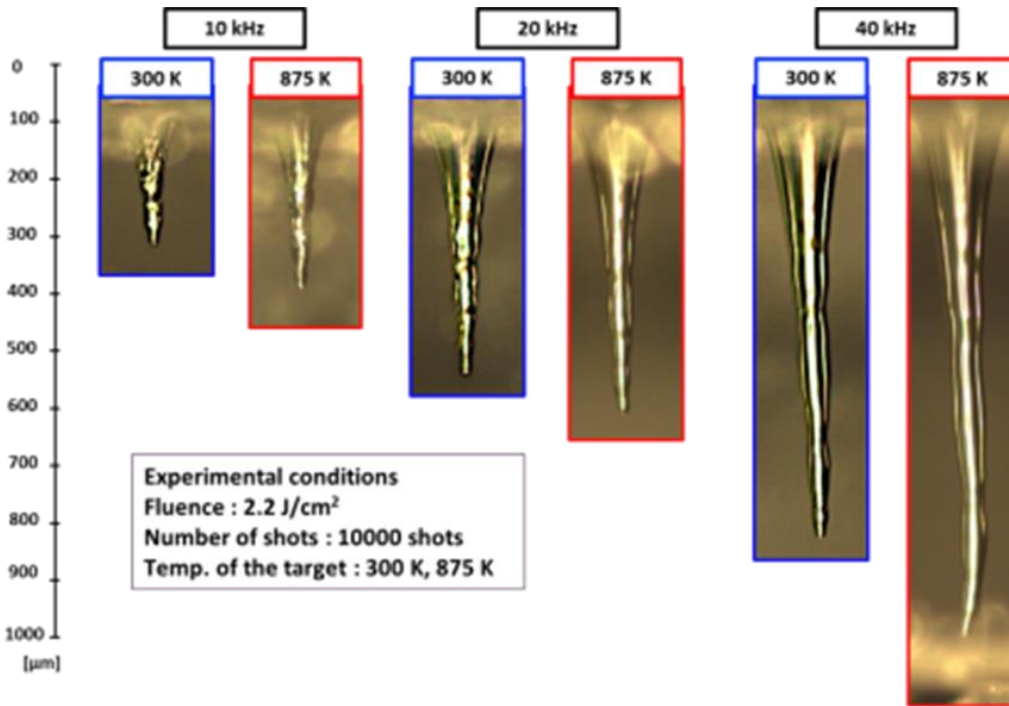 10 kHz
20 kHz
40 kHz
0
300 K
875 K
300 K
875 K
300 K
875 K
100
200
300
400
500
600
700
800
900
1000
[μm]
Experimental conditions
Fluence : 2.2 J/cm²
Number of shots : 10000 shots
Temp. of the target : 300 K, 875 K